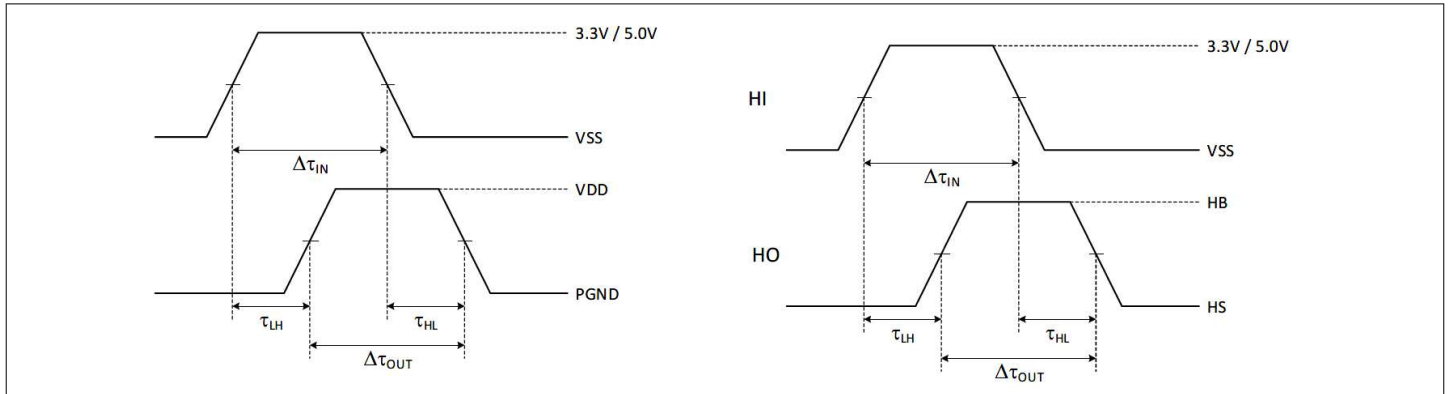 3.3V / 5.0V
VSS
ΔτIN
VDD
PGND
τLH
τHL
ΔτOUT
3.3V / 5.0V
HI
VSS
ΔτIN
HB
HO
HS
τLH
τHL
ΔτOUT